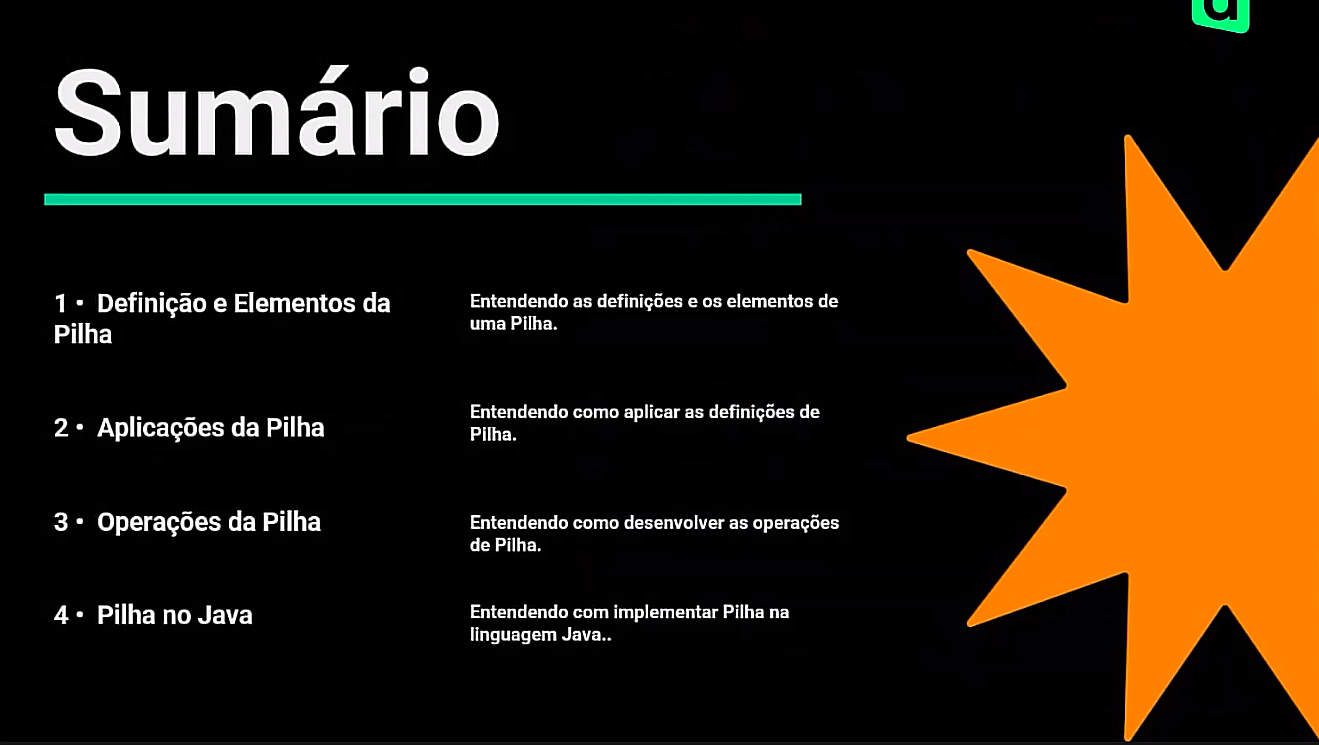 Sumário
1 • Definição e Elementos da
Pilha
Entendendo as definições e os elementos de
uma Pilha.
2 • Aplicações da Pilha
Entendendo como aplicar as definições de
Pilha.
3 • Operações da Pilha
Entendendo como desenvolver as operações
de Pilha.
4 • Pilha no Java
Entendendo com implementar Pilha na
linguagem Java..